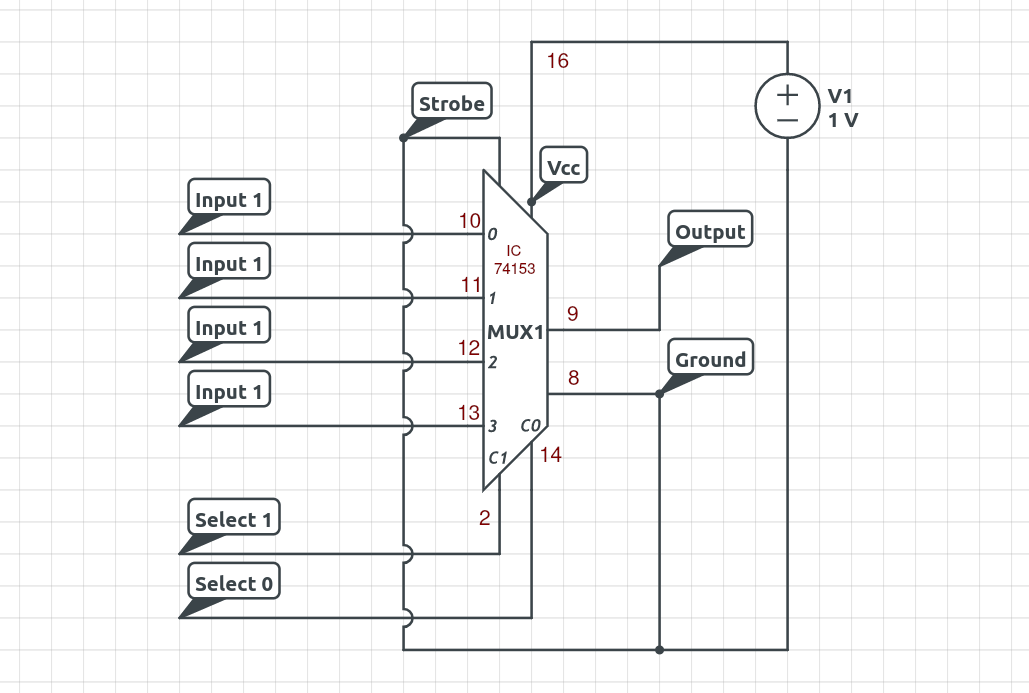 16
V1
1 V
Strobe
Vcc
Input 1
10
0
Output
IC
74153
Input 1
11
1
9
MUX1
Input 1
12
2
Ground
8
Input 1
13
3
C0
14
C1
2
Select 1
Select 0